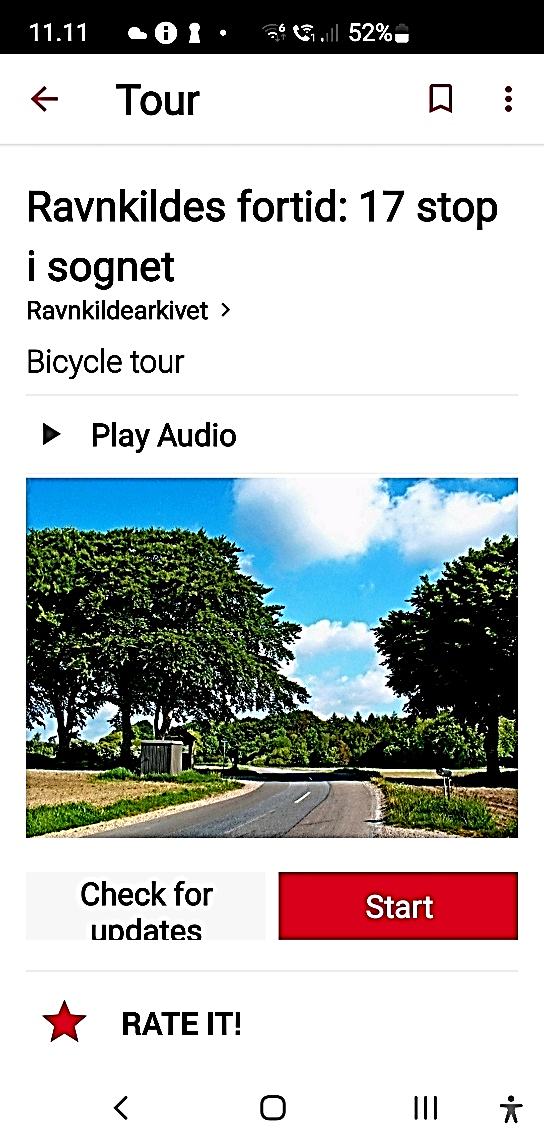 11.11
52%
Tour
Ravnkildes fortid: 17 stop
i sognet
Ravnkildearkivet
Bicycle tour
Play Audio
Check for
updates
Start
RATE IT!